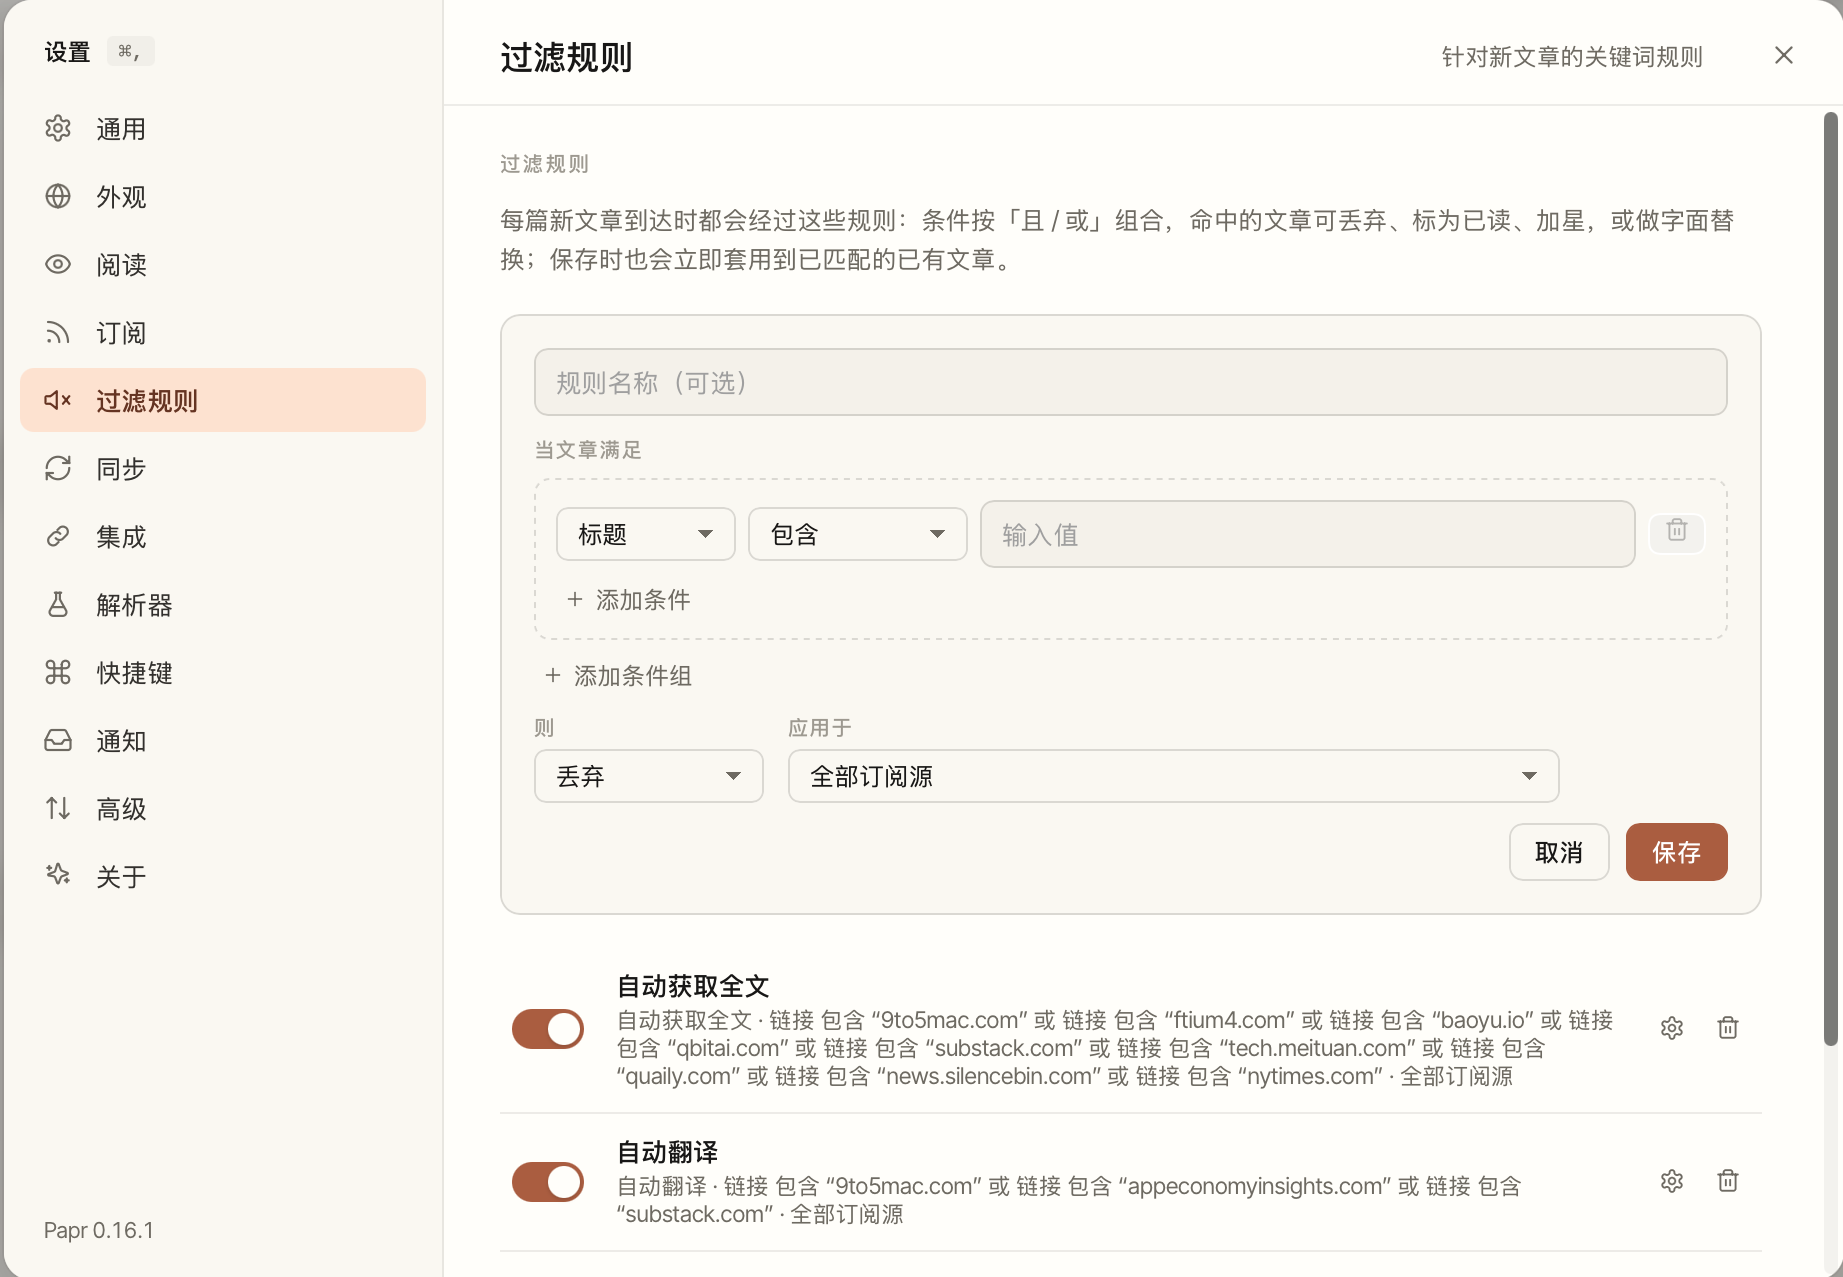 设置 ⌘,
通用
外观
阅读
订阅
过滤规则
同步
集成
解析器
快捷键
通知
高级
关于
Papr 0.16.1
过滤规则
针对新文章的关键词规则
过滤规则
每篇新文章到达时都会经过这些规则：条件按「且 / 或」组合，命中的文章可丢弃、标为已读、加星，或做字面替
换；保存时也会立即套用到已匹配的已有文章。
规则名称（可选）
当文章满足
标题 包含 输入值
+ 添加条件
+ 添加条件组
则 应用于
丢弃 全部订阅源
取消 保存
自动获取全文
自动获取全文 · 链接 包含 “9to5mac.com” 或 链接 包含 “ftium4.com” 或 链接 包含 “baoyu.io” 或 链接
包含 “qbitai.com” 或 链接 包含 “substack.com” 或 链接 包含 “tech.meituan.com” 或 链接 包含
“quaily.com” 或 链接 包含 “news.silencebin.com” 或 链接 包含 “nytimes.com” · 全部订阅源
自动翻译
自动翻译 · 链接 包含 “9to5mac.com” 或 链接 包含 “appeconomyinsights.com” 或 链接 包含
“substack.com” · 全部订阅源